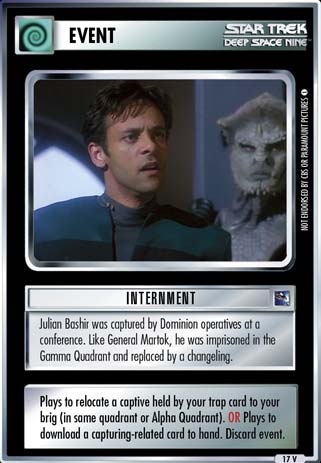 EVENT
STAR TREK
DEEP SPACE NINE
NOT ENDORSED BY CBS OR PARAMOUNT PICTURES
INTERNMENT
Julian Bashir was captured by Dominion operatives at a
conference. Like General Martok, he was imprisoned in the
Gamma Quadrant and replaced by a changeling.
Plays to relocate a captive held by your trap card to your
brig (in same quadrant or Alpha Quadrant). OR Plays to
download a capturing-related card to hand. Discard event.
17 V